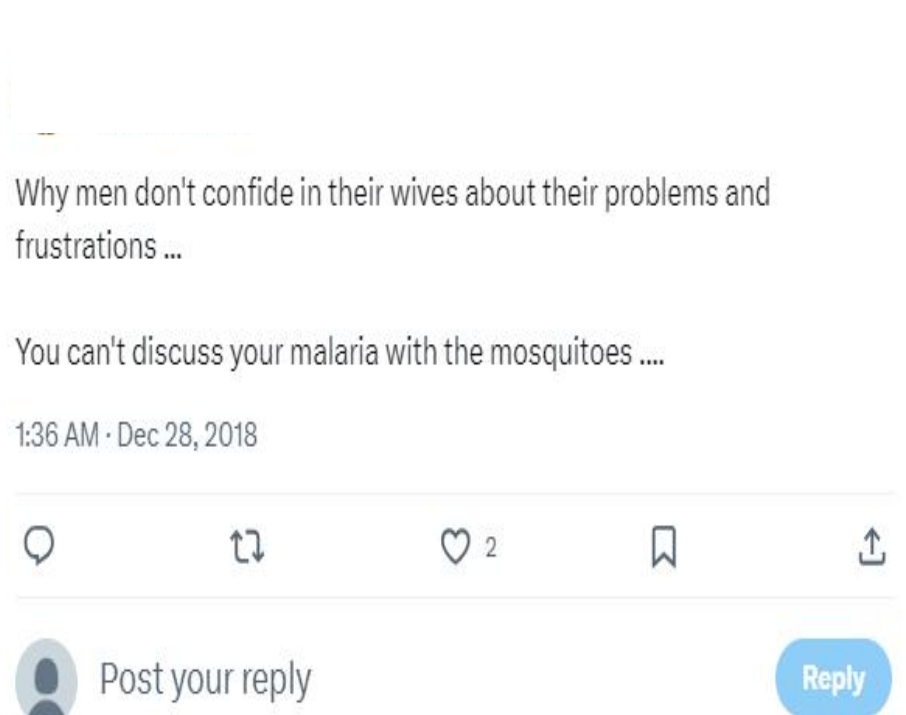 Why men don't confide in their wives about their problems and
frustrations ...
You can't discuss your malaria with the mosquitoes ....
1:36 AM · Dec 28, 2018
2
Post your reply
Reply